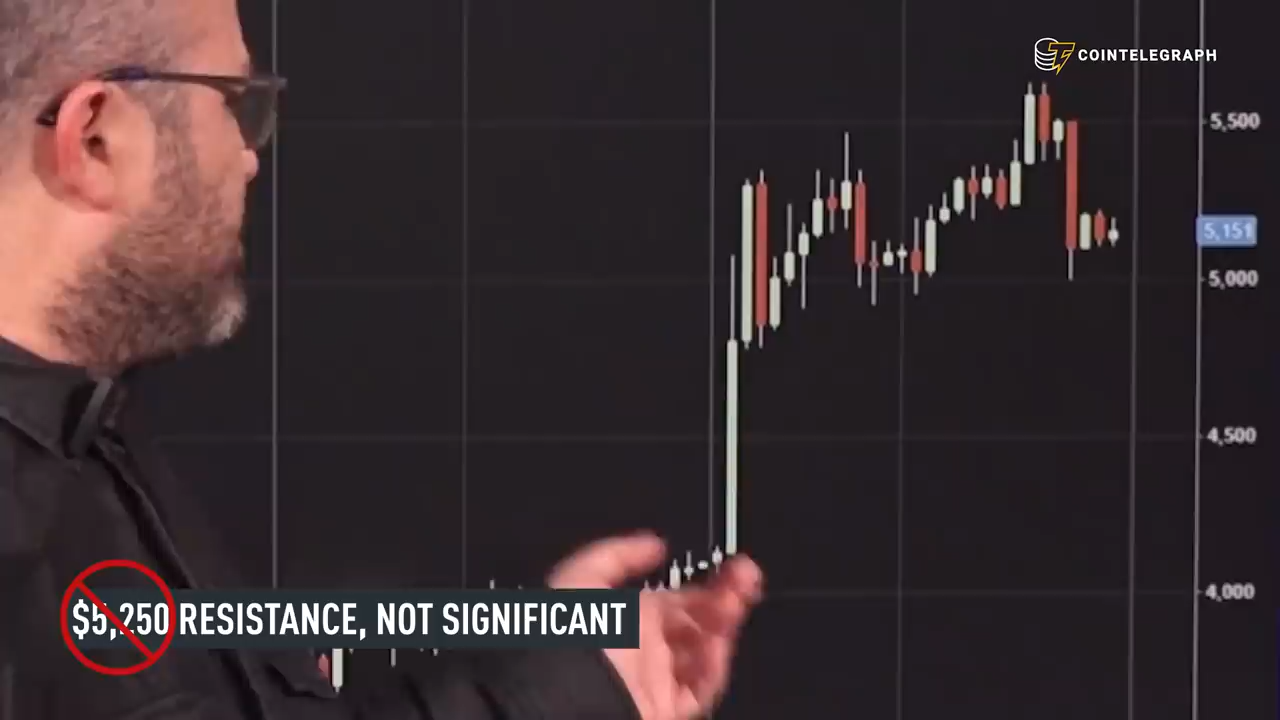 COINTELEGRAPH
5,500
5,151
5,000
4,500
4,000
$5,250 RESISTANCE, NOT SIGNIFICANT